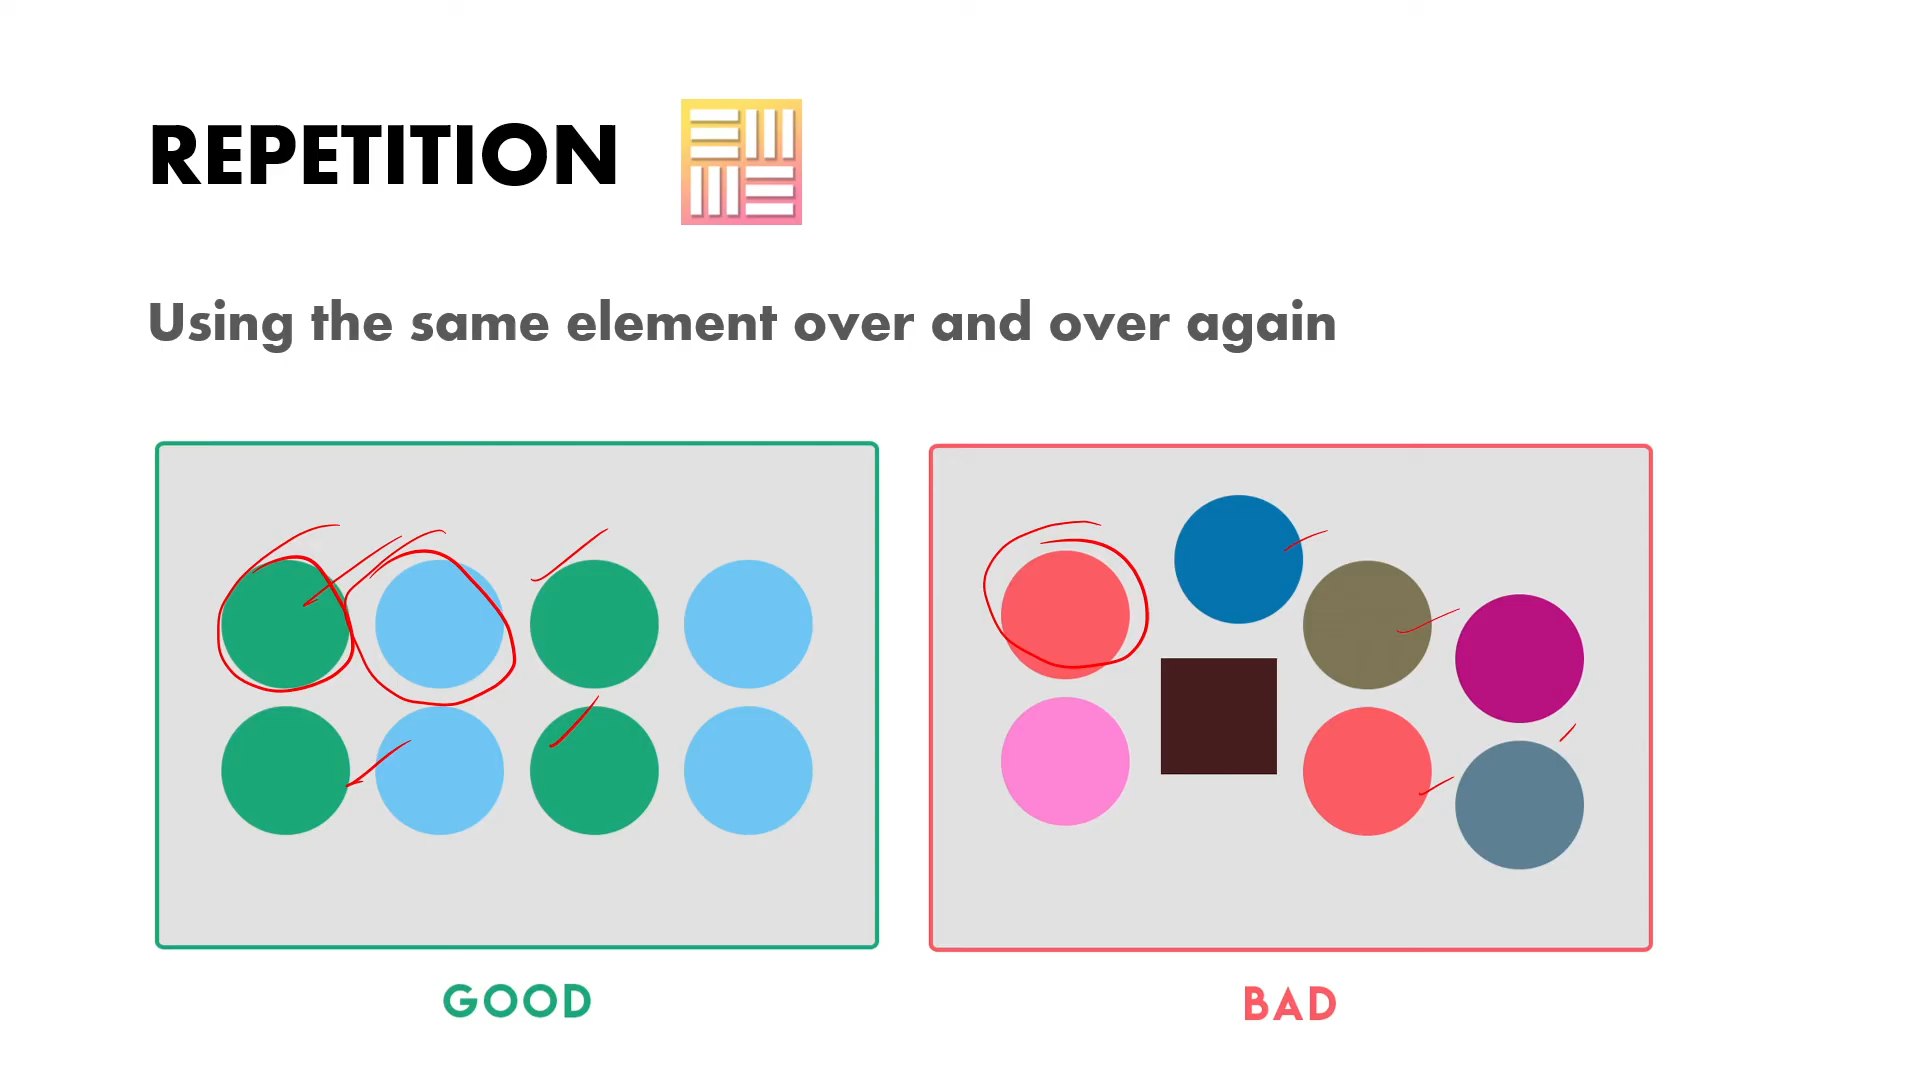 REPETITION
Using the same element over and over again
GOOD
BAD